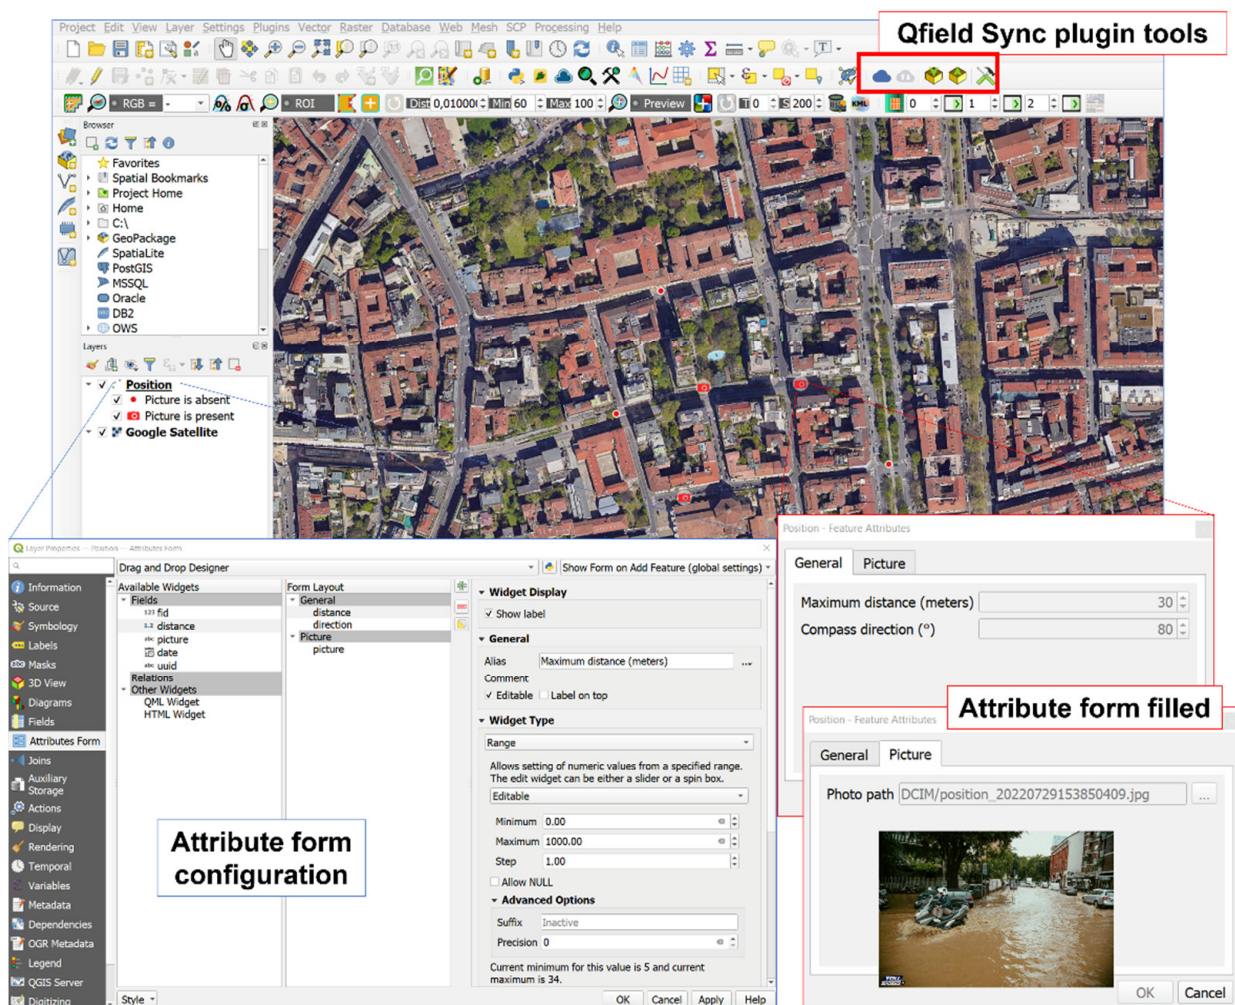 Qfield Sync plugin tools
Project Edit View Layer Settings Plugins Vector Raster Database Web Mesh SCP Processing Help
RGB = -
ROI
Dist 0,01000( Min 60 Max 100
Preview
T 0 S 200
KML
0 1 2
Browser
Favorites
Spatial Bookmarks
Project Home
Home
C:\
GeoPackage
SpatiaLite
PostGIS
MSSQL
Oracle
DB2
OWS
Layers
Position
Picture is absent
Picture is present
Google Satellite
Layer Properties — Position — Attributes Form
Drag and Drop Designer
Show Form on Add Feature (global settings)
Information
Source
Symbology
Labels
Masks
3D View
Diagrams
Fields
Attributes Form
Joins
Auxiliary
Storage
Actions
Display
Rendering
Temporal
Variables
Metadata
Dependencies
OGR Metadata
Legend
QGIS Server
Digitizing
Available Widgets
Fields
123 fid
1.2 distance
abc picture
date
abc uuid
Relations
Other Widgets
QML Widget
HTML Widget
Form Layout
General
distance
direction
Picture
picture
Attribute form
configuration
Widget Display
Show label
General
Alias Maximum distance (meters) ...
Comment
Editable Label on top
Widget Type
Range
Allows setting of numeric values from a specified range.
The edit widget can be either a slider or a spin box.
Editable
Minimum 0.00
Maximum 1000.00
Step 1.00
Allow NULL
Advanced Options
Suffix Inactive
Precision 0
Current minimum for this value is 5 and current
maximum is 34.
Style
OK Cancel Apply Help
Position - Feature Attributes
General Picture
Maximum distance (meters) 30
Compass direction (°) 80
Attribute form filled
Position - Feature Attributes
General Picture
Photo path DCIM/position_20220729153850409.jpg ...
OK Cancel